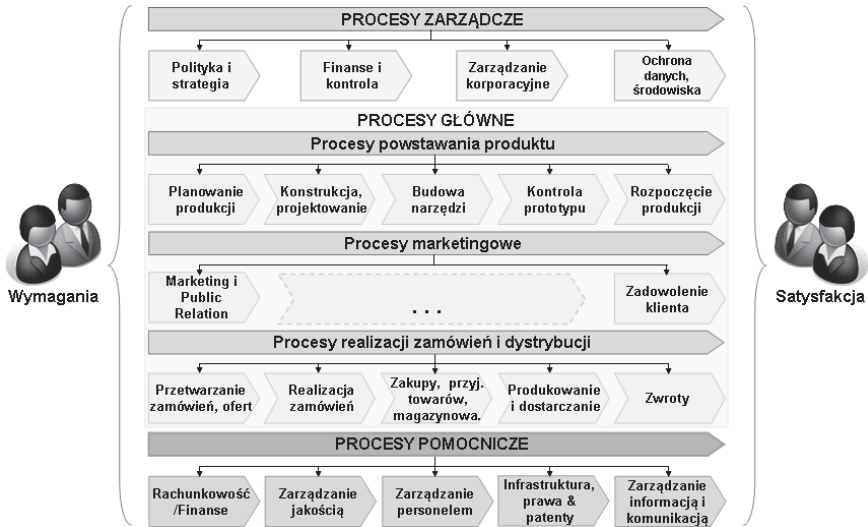 PROCESY ZARZĄDCZE
Polityka i
strategia
Finanse i
kontrola
Zarządzanie
korporacyjne
Ochrona
danych,
środowiska
PROCESY GŁÓWNE
Procesy powstawania produktu
Planowanie
produkcji
Konstrukcja,
projektowanie
Budowa
narzędzi
Kontrola
prototypu
Rozpoczęcie
produkcji
Wymagania
Satysfakcja
Procesy marketingowe
Marketing i
Public
Relation
...
Zadowolenie
klienta
Procesy realizacji zamówień i dystrybucji
Przetwarzanie
zamówień, ofert
Realizacja
zamówień
Zakupy, przyj.
towarów,
magazynowa.
Produkowanie
i dostarczanie
Zwroty
PROCESY POMOCNICZE
Rachunkowość
/Finanse
Zarządzanie
jakością
Zarządzanie
personelem
Infrastruktura,
prawa &
patenty
Zarządzanie
informacją i
komunikacją